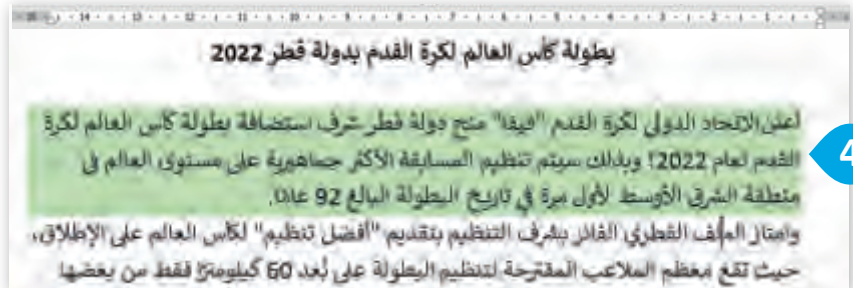 بطولة كأس العالم لكرة القدم بدولة قطر 2022
أعلن الاتحاد الدولي لكرة القدم "فيفا" منح دولة قطر شرف استضافة بطولة كأس العالم لكرة
القدم لعام 2022! وبذلك سيتم تنظيم المسابقة الأكثر جماهيرية على مستوى العالم في
منطقة الشرق الأوسط لأول مرة في تاريخ البطولة البالغ 92 عامًا.
وامتاز الملف القطري الفائز بشرف التنظيم بتقديم "أفضل تنظيم" لكأس العالم على الإطلاق،
حيث تقع معظم الملاعب المقترحة لتنظيم البطولة على بُعد 60 كيلومترًا فقط من بعضها
4